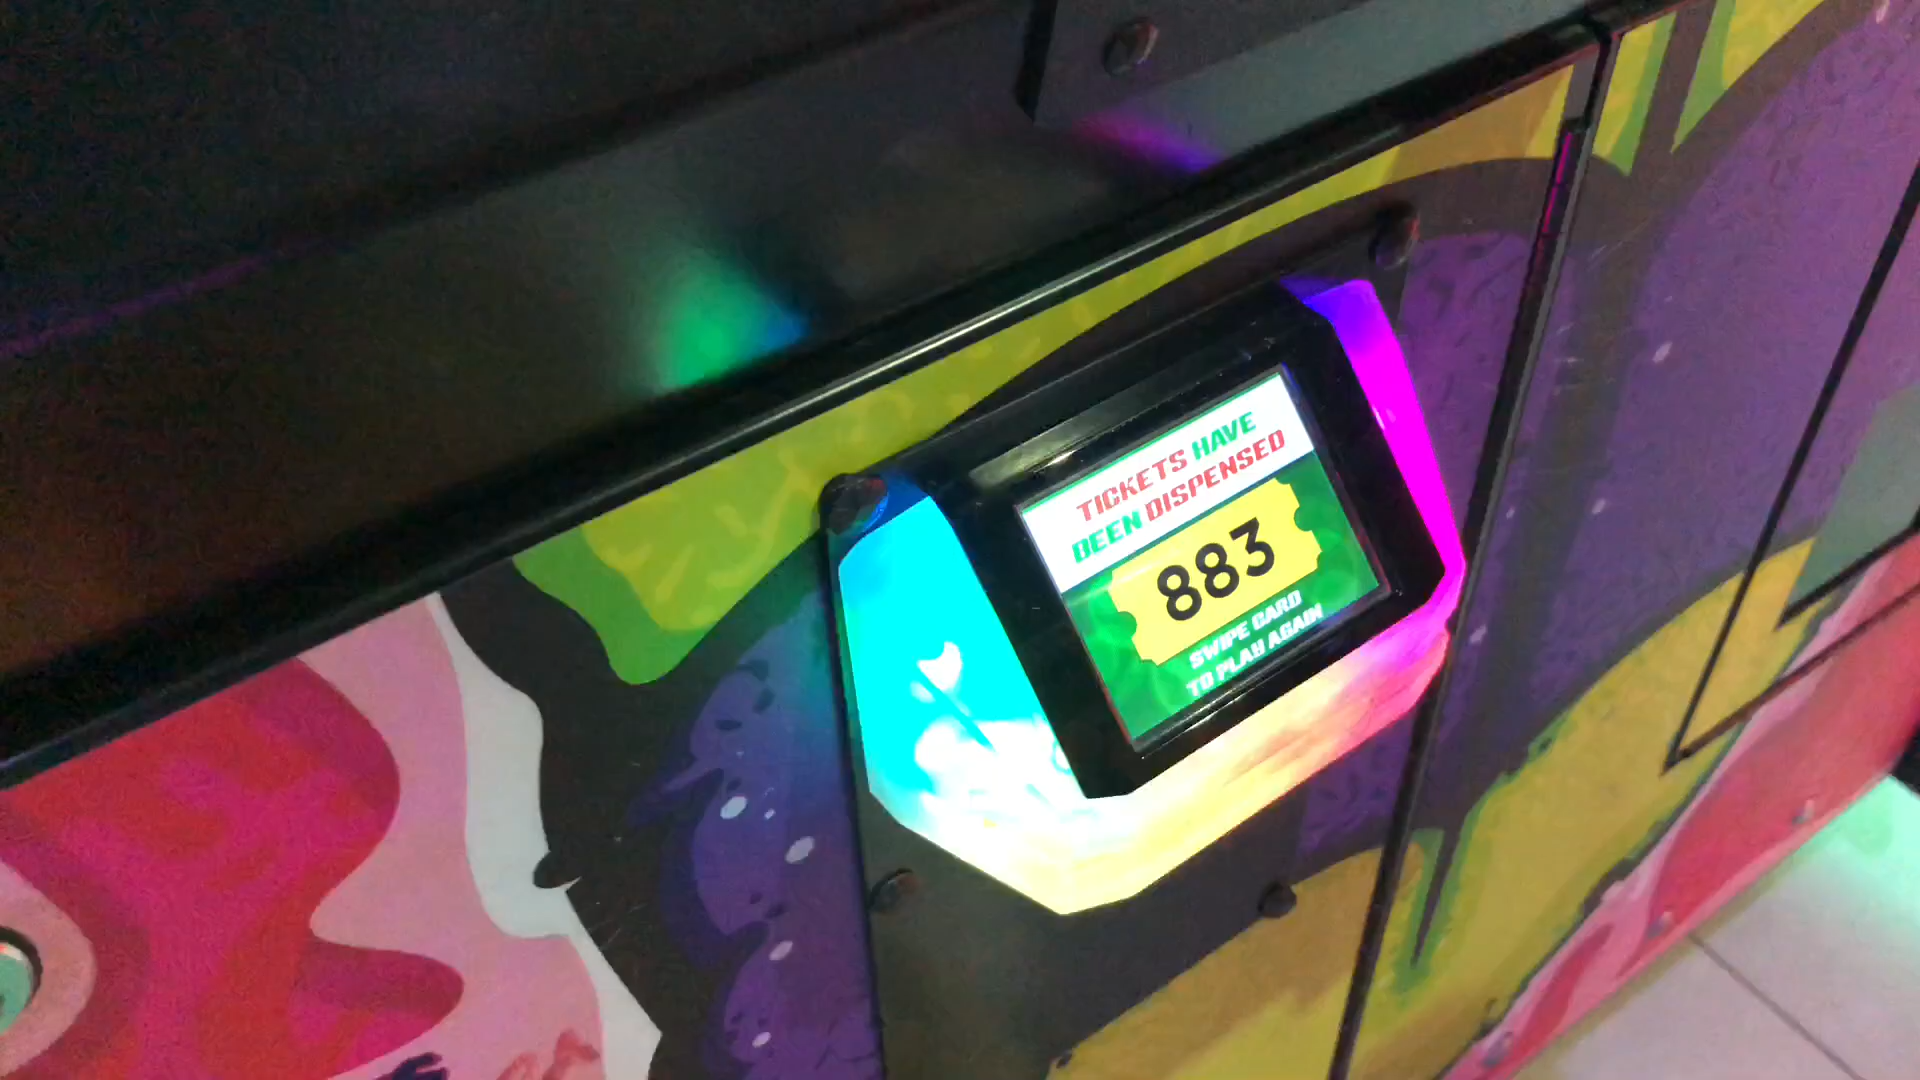 TICKETS HAVE
BEEN DISPENSED
883
SWIPE CARD
TO PLAY AGAIN